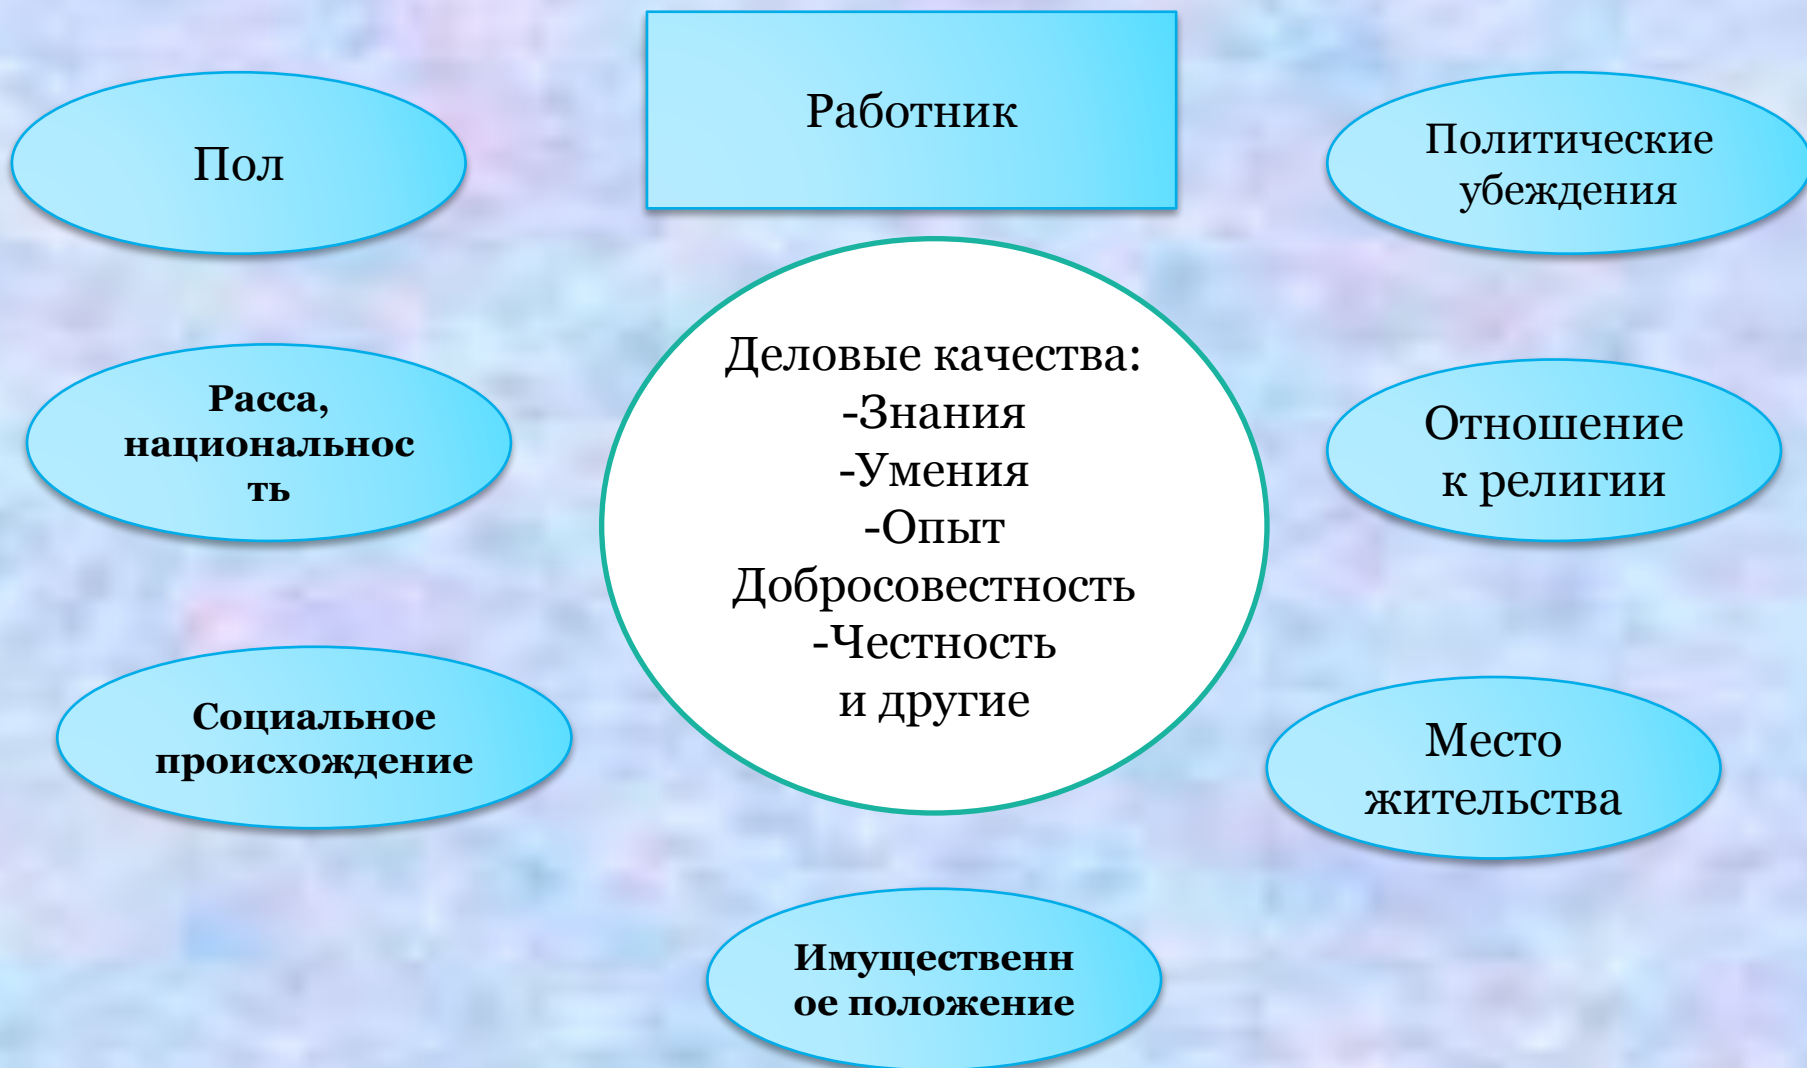 Работник
Пол
Политические
убеждения
Расса,
национальнос
ть
Деловые качества:
-Знания
-Умения
-Опыт
Добросовестность
-Честность
и другие
Отношение
к религии
Социальное
происхождение
Место
жительства
Имущественн
ое положение